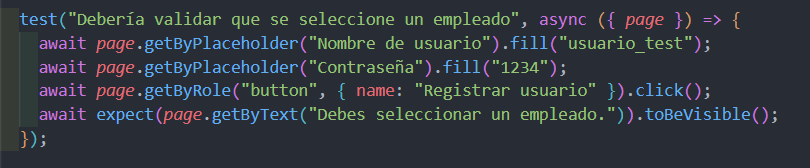 test("Debería validar que se seleccione un empleado", async ({ page }) => {
  await page.getByPlaceholder("Nombre de usuario").fill("usuario_test");
  await page.getByPlaceholder("Contraseña").fill("1234");
  await page.getByRole("button", { name: "Registrar usuario" }).click();
  await expect(page.getByText("Debes seleccionar un empleado.")).toBeVisible();
});